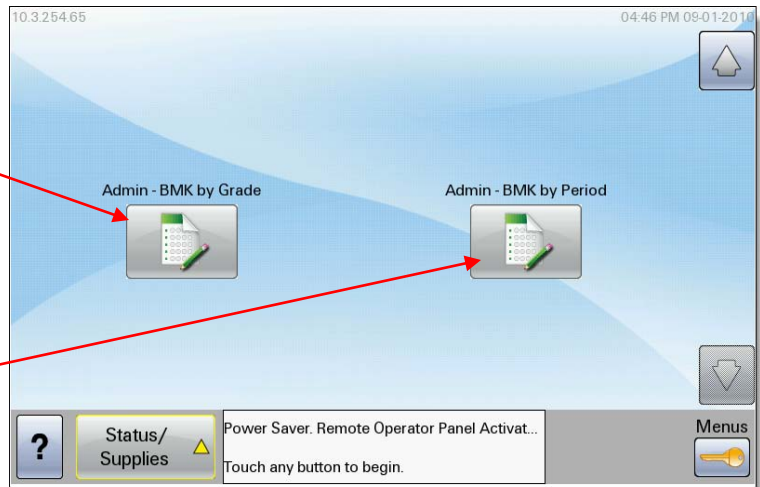 10.3.254.65
04:46 PM 09-01-2010
Admin - BMK by Grade
Admin - BMK by Period
?
Status/
Supplies
Power Saver. Remote Operator Panel Activat...
Touch any button to begin.
Menus